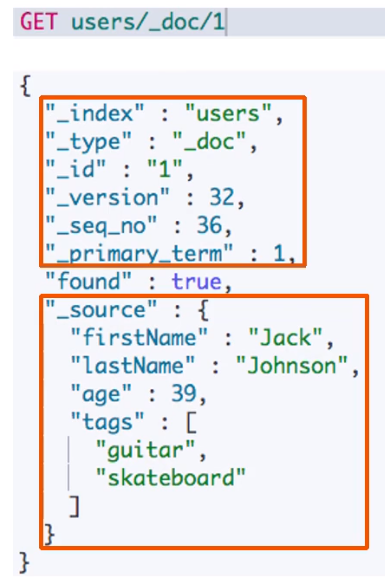 GET users/_doc/1
{
"_index" : "users",
"_type" : "_doc",
"_id" : "1",
"_version" : 32,
"_seq_no" : 36,
"_primary_term" : 1,
"found" : true,
"_source" : {
"firstName" : "Jack",
"lastName" : "Johnson",
"age" : 39,
"tags" : [
"guitar",
"skateboard"
]
}
}